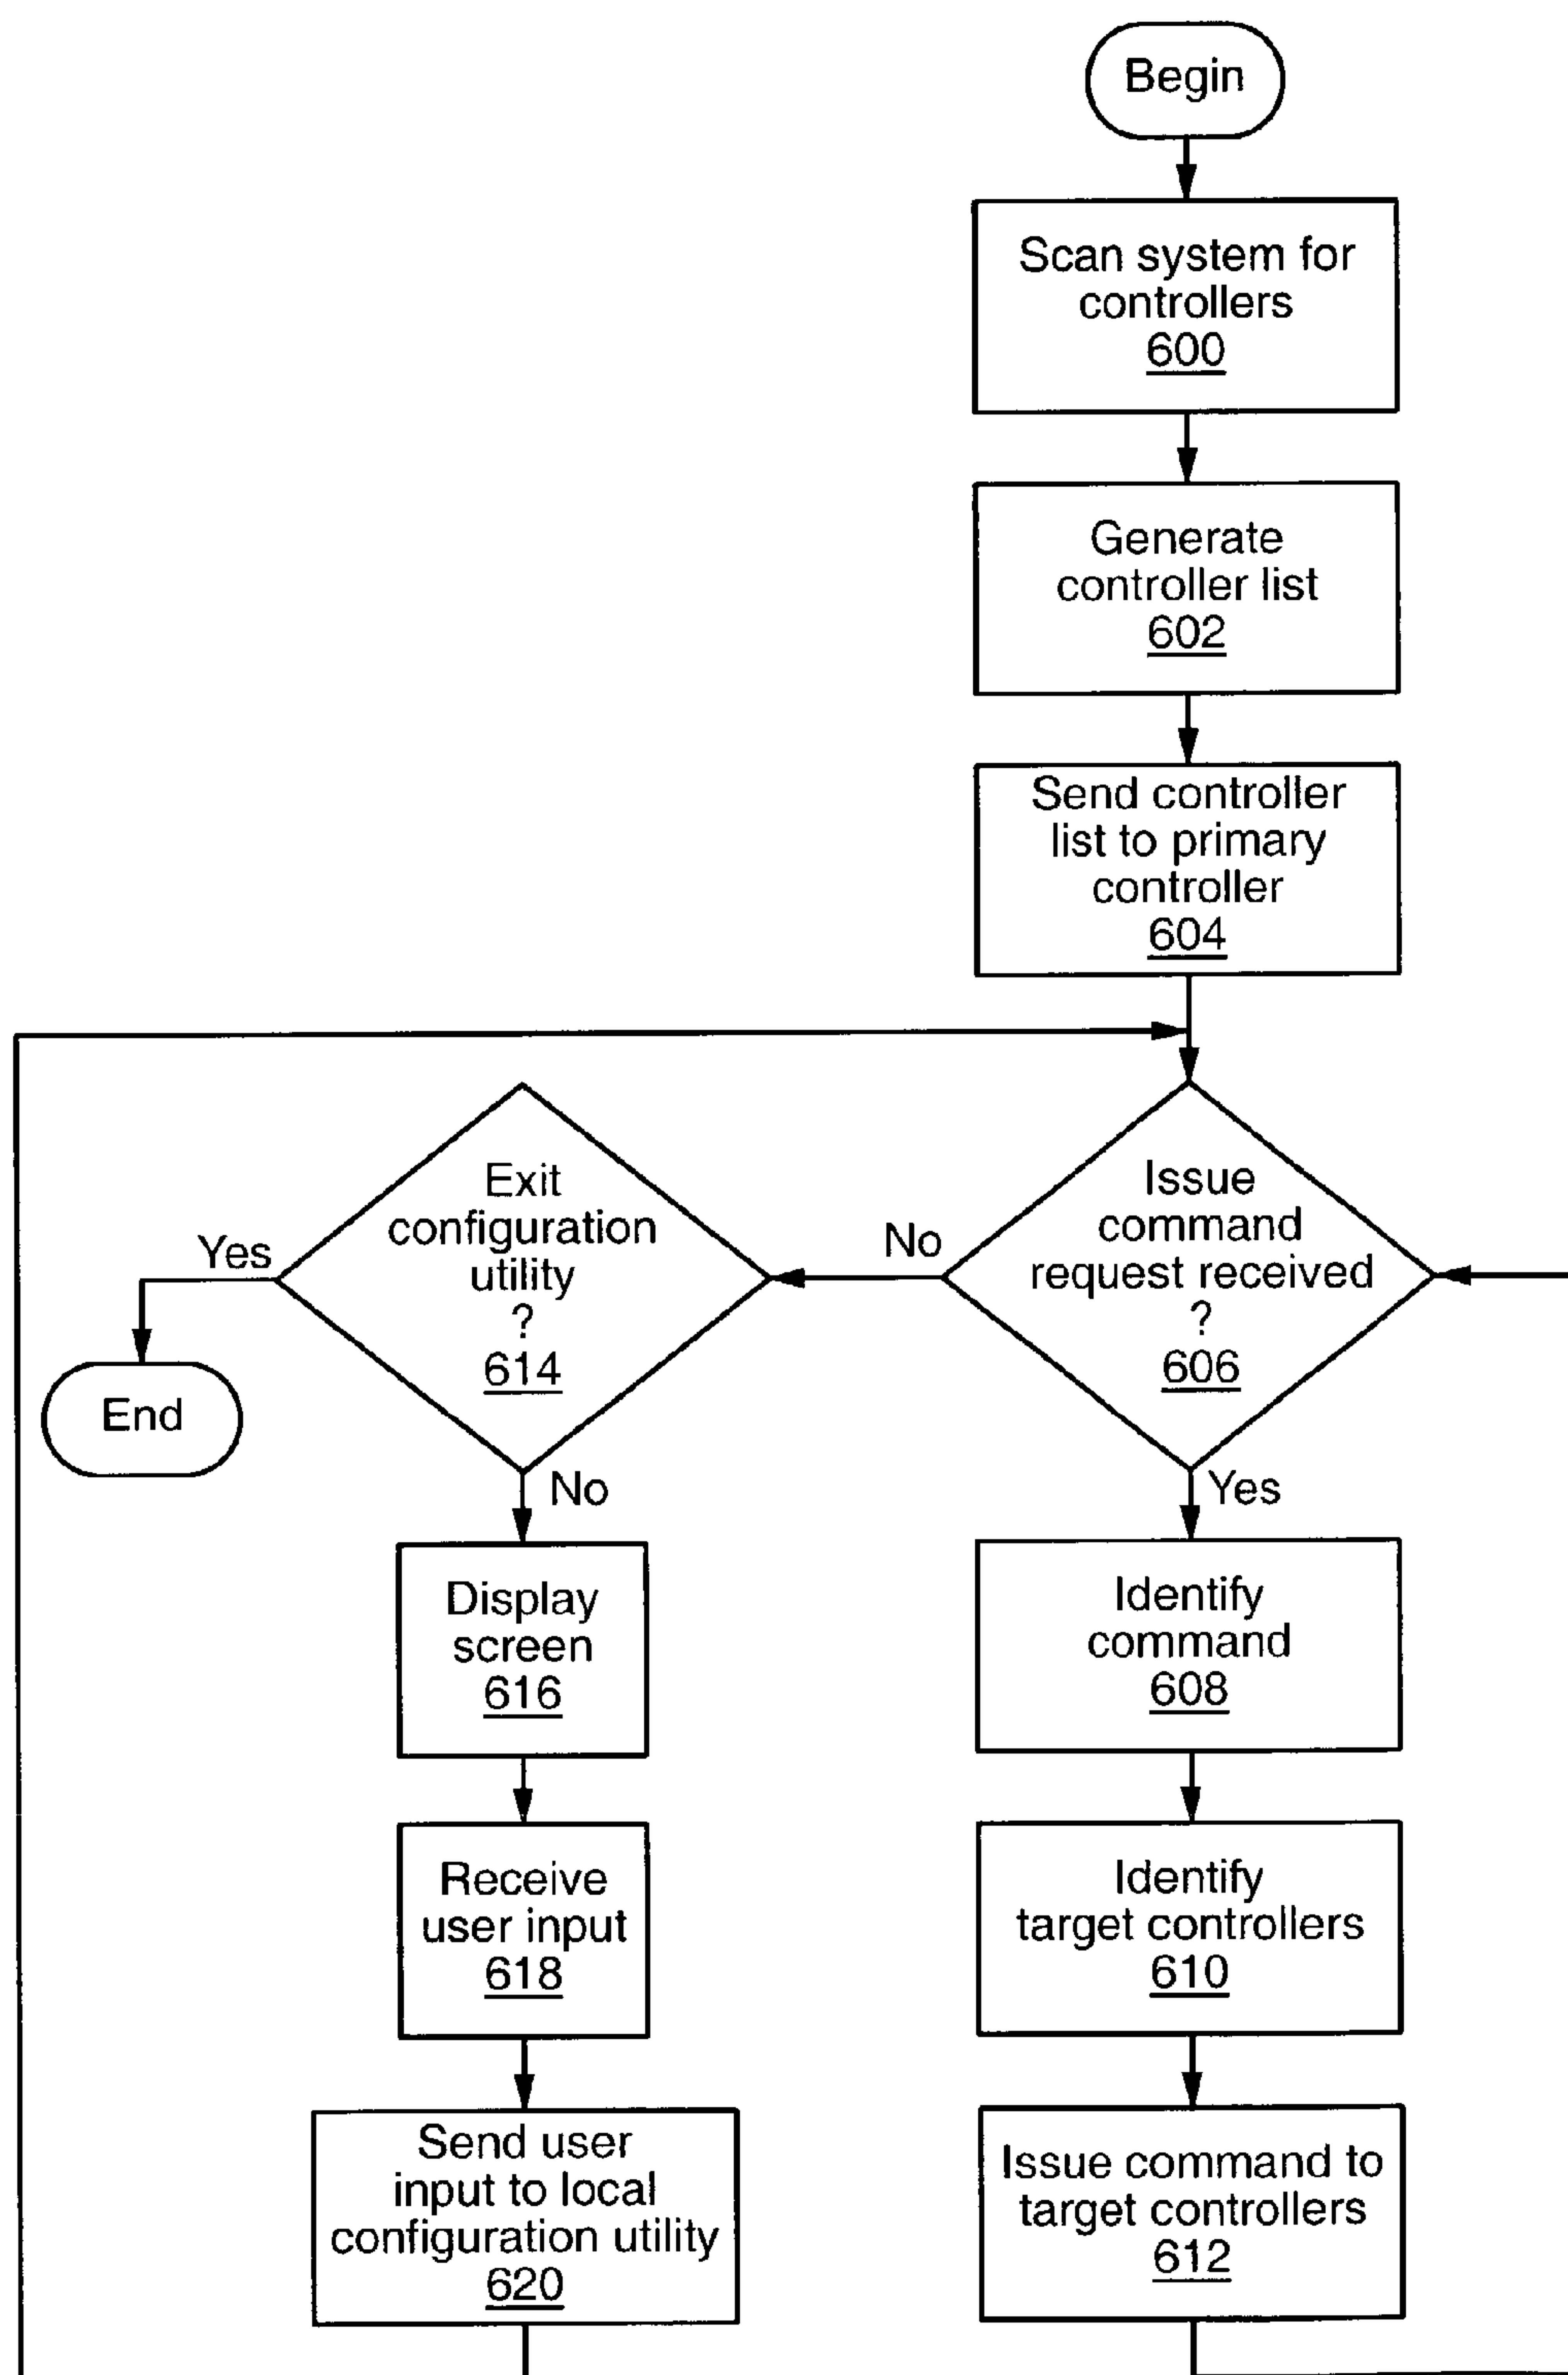 Begin
Scan system for
controllers
600
Generate
controller list
602
Send controller
list to primary
controller
604
Issue
command
request received
?
606
No
Yes
Exit
configuration
utility
?
614
Yes
No
End
Identify
command
608
Identify
target controllers
610
Issue command to
target controllers
612
Display
screen
616
Receive
user input
618
Send user
input to local
configuration utility
620